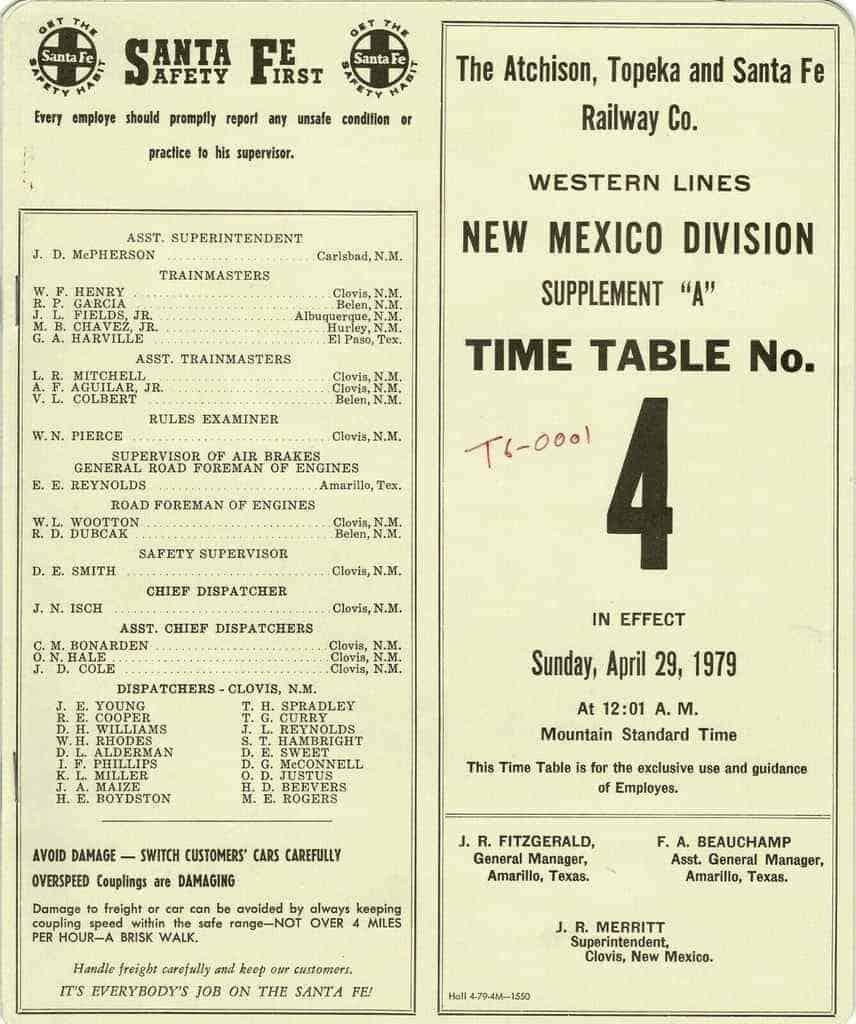 GET THE
Santa Fe
SAFETY HABIT
SANTA FE
SAFETY FIRST
GET THE
Santa Fe
SAFETY HABIT
Every employe should promptly report any unsafe condition or
practice to his supervisor.
ASST. SUPERINTENDENT
J. D. McPHERSON Carlsbad, N.M.
TRAINMASTERS
W. F. HENRY Clovis, N.M.
R. P. GARCIA Belen, N.M.
J. L. FIELDS, JR. Albuquerque, N.M.
M. B. CHAVEZ, JR. Hurley, N.M.
G. A. HARVILLE El Paso, Tex.
ASST. TRAINMASTERS
L. R. MITCHELL Clovis, N.M.
A. F. AGUILAR, JR. Clovis, N.M.
V. L. COLBERT Belen, N.M.
RULES EXAMINER
W. N. PIERCE Clovis, N.M.
SUPERVISOR OF AIR BRAKES
GENERAL ROAD FOREMAN OF ENGINES
E. E. REYNOLDS Amarillo, Tex.
ROAD FOREMAN OF ENGINES
W. L. WOOTTON Clovis, N.M.
R. D. DUBCAK Belen, N.M.
SAFETY SUPERVISOR
D. E. SMITH Clovis, N.M.
CHIEF DISPATCHER
J. N. ISCH Clovis, N.M.
ASST. CHIEF DISPATCHERS
C. M. BONARDEN Clovis, N.M.
O. N. HALE Clovis, N.M.
J. D. COLE Clovis, N.M.
DISPATCHERS - CLOVIS, N.M.
J. E. YOUNG T. H. SPRADLEY
R. E. COOPER T. G. CURRY
D. H. WILLIAMS J. L. REYNOLDS
W. H. RHODES S. T. HAMBRIGHT
D. L. ALDERMAN D. E. SWEET
I. F. PHILLIPS D. G. McCONNELL
K. L. MILLER O. D. JUSTUS
J. A. MAIZE H. D. BEEVERS
H. E. BOYDSTON M. E. ROGERS
AVOID DAMAGE — SWITCH CUSTOMERS' CARS CAREFULLY
OVERSPEED Couplings are DAMAGING
Damage to freight or car can be avoided by always keeping
coupling speed within the safe range—NOT OVER 4 MILES
PER HOUR—A BRISK WALK.
Handle freight carefully and keep our customers.
IT'S EVERYBODY'S JOB ON THE SANTA FE!
The Atchison, Topeka and Santa Fe
Railway Co.
WESTERN LINES
NEW MEXICO DIVISION
SUPPLEMENT "A"
TIME TABLE No.
4
T6-0001
IN EFFECT
Sunday, April 29, 1979
At 12:01 A. M.
Mountain Standard Time
This Time Table is for the exclusive use and guidance
of Employes.
J. R. FITZGERALD,
General Manager,
Amarillo, Texas.
F. A. BEAUCHAMP
Asst. General Manager,
Amarillo, Texas.
J. R. MERRITT
Superintendent,
Clovis, New Mexico.
Hall 4-79-4M—1550